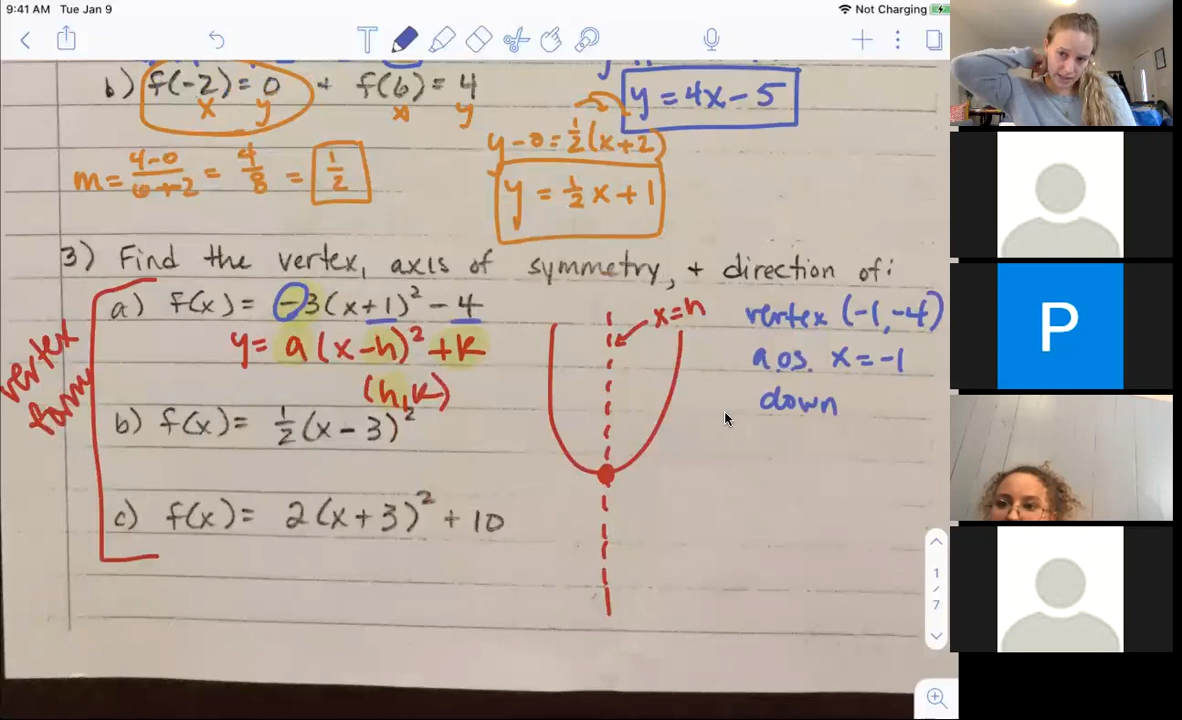 9:41 AM Tue Jan 9
Not Charging
b) f(-2) = 0 + f(6) = 4
x y x y
y = 4x - 5
m = 4-0/6+2 = 4/8 = 1/2
y - 0 = 1/2(x+2)
y = 1/2 x + 1
3) Find the vertex, axis of symmetry, + direction of:
a) f(x) = -3(x+1)² - 4
y = a(x-h)² + k
(h,k)
vertex form
x=h
vertex (-1,-4)
a.o.s. x = -1
down
b) f(x) = 1/2(x-3)²
c) f(x) = 2(x+3)² + 10
1
/
7
T
P